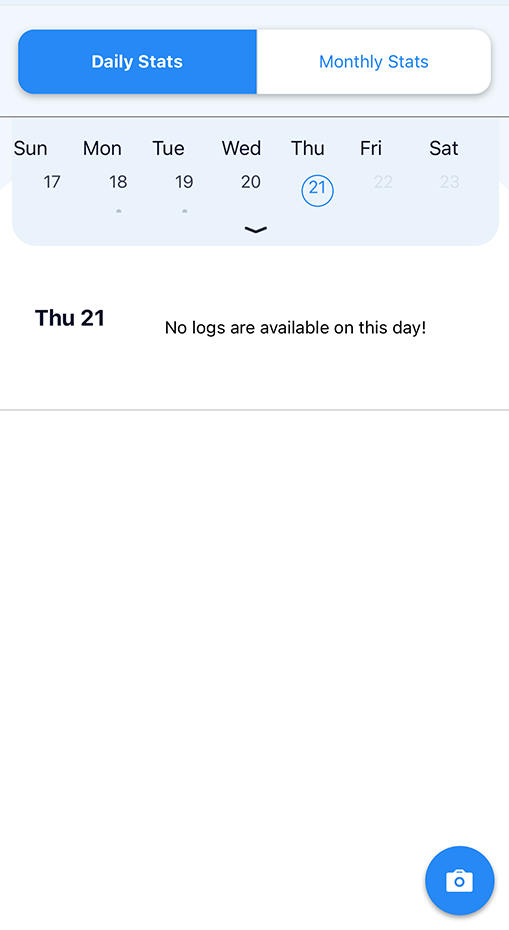 Daily Stats Monthly Stats
Sun Mon Tue Wed Thu Fri Sat
17 18 19 20 21 22 23
Thu 21 No logs are available on this day!